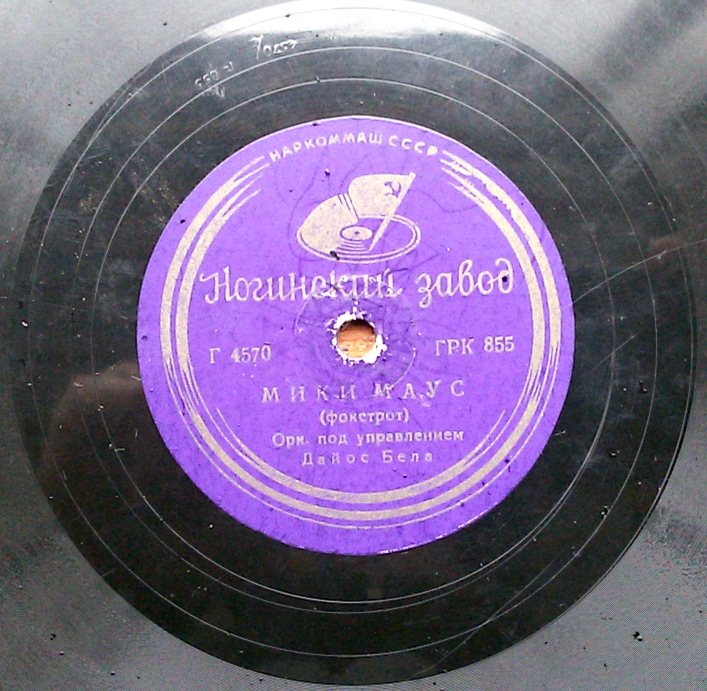 НАРКОММАШ СССР
Ногинский завод
Г 4570
ГРК 855
МИКИ МАУС
(фокстрот)
Орк. под управлением
Дайос Бела